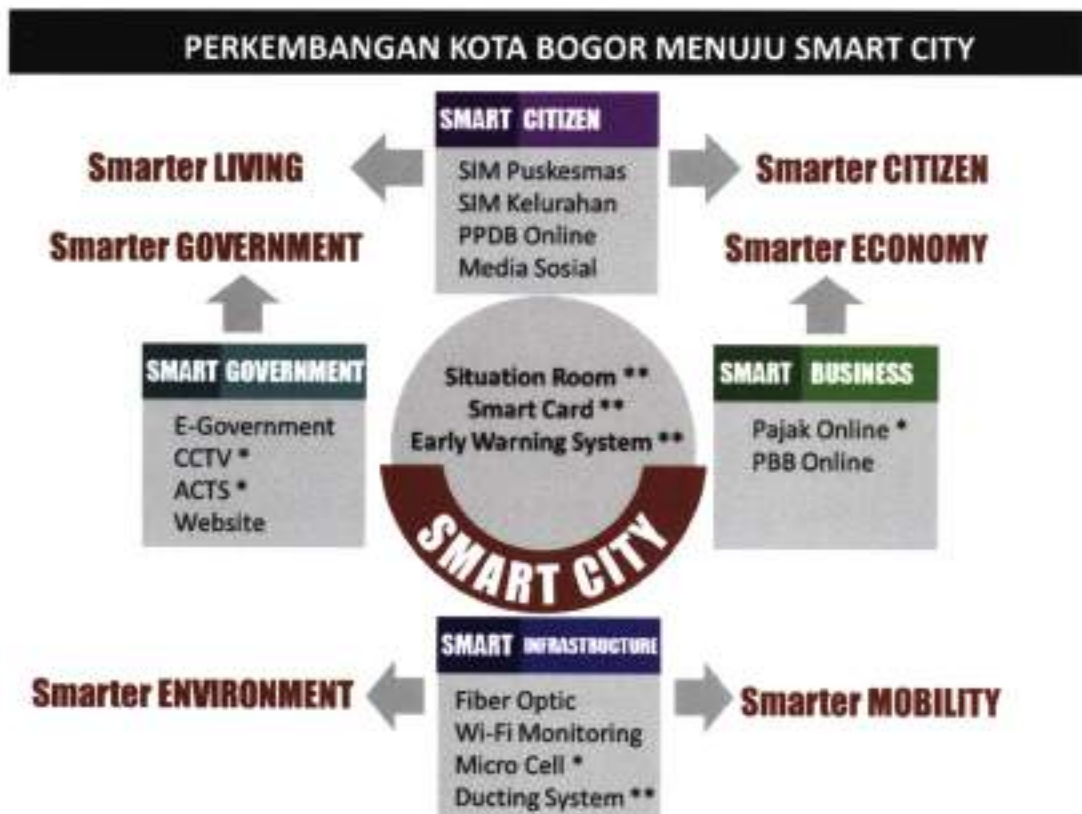 PERKEMBANGAN KOTA BOGOR MENUJU SMART CITY
SMART CITIZEN
SIM Puskesmas
SIM Kelurahan
PPDB Online
Media Sosial
Smarter LIVING
Smarter CITIZEN
Smarter GOVERNMENT
Smarter ECONOMY
SMART GOVERNMENT
E-Government
CCTV *
ACTS *
Website
Situation Room **
Smart Card **
Early Warning System **
SMART CITY
SMART BUSINESS
Pajak Online *
PBB Online
SMART INFRASTRUCTURE
Fiber Optic
Wi-Fi Monitoring
Micro Cell *
Ducting System **
Smarter ENVIRONMENT
Smarter MOBILITY